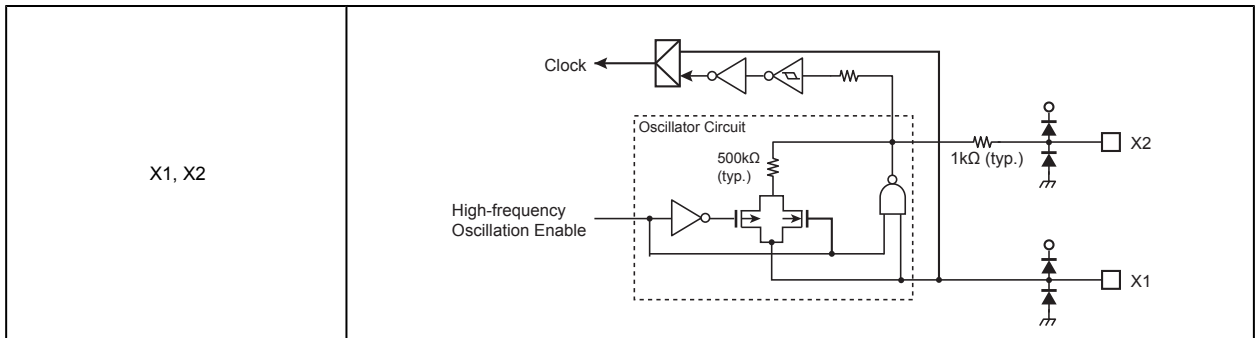 X1, X2
Clock
Oscillator Circuit
500kΩ
(typ.)
1kΩ (typ.)
X2
High-frequency
Oscillation Enable
X1